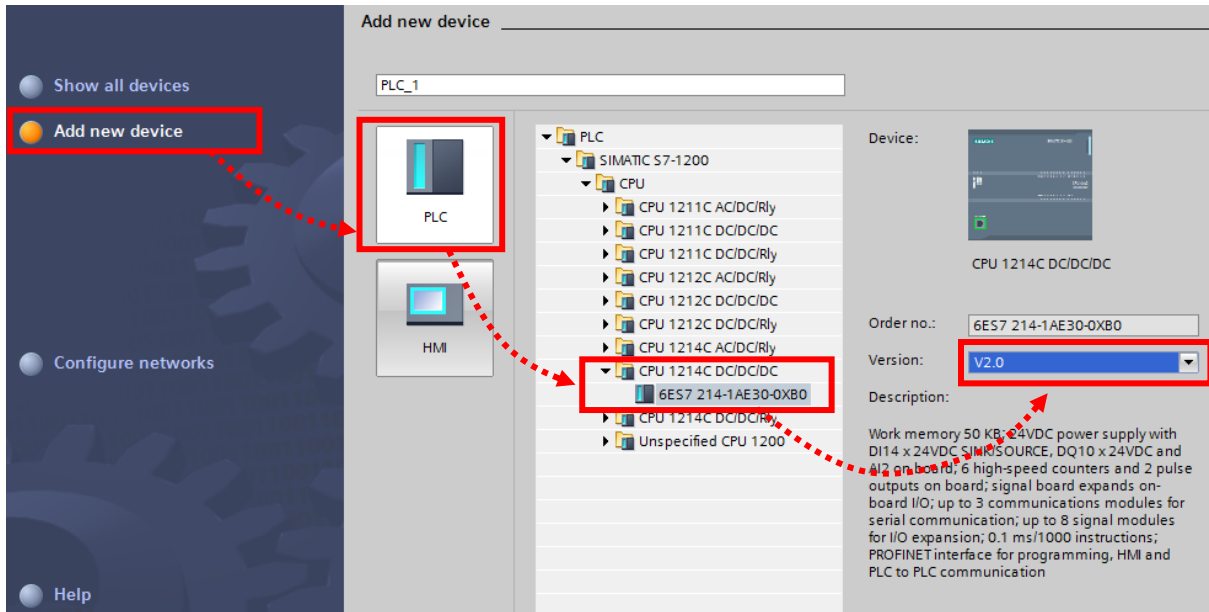 Add new device
Show all devices
Add new device
Configure networks
Help
PLC_1
PLC
HMI
PLC
SIMATIC S7-1200
CPU
CPU 1211C AC/DC/Rly
CPU 1211C DC/DC/DC
CPU 1211C DC/DC/Rly
CPU 1212C AC/DC/Rly
CPU 1212C DC/DC/DC
CPU 1212C DC/DC/Rly
CPU 1214C AC/DC/Rly
CPU 1214C DC/DC/DC
6ES7 214-1AE30-0XB0
CPU 1214C DC/DC/Rly
Unspecified CPU 1200
Device:
SIEMENS
CPU 1214C DC/DC/DC
Order no.:
6ES7 214-1AE30-0XB0
Version:
V2.0
Description:
Work memory 50 KB; 24VDC power supply with
DI14 x 24VDC SINK/SOURCE, DQ10 x 24VDC and
AI2 on board; 6 high-speed counters and 2 pulse
outputs on board; signal board expands on-
board I/O; up to 3 communications modules for
serial communication; up to 8 signal modules
for I/O expansion; 0.1 ms/1000 instructions;
PROFINET interface for programming, HMI and
PLC to PLC communication